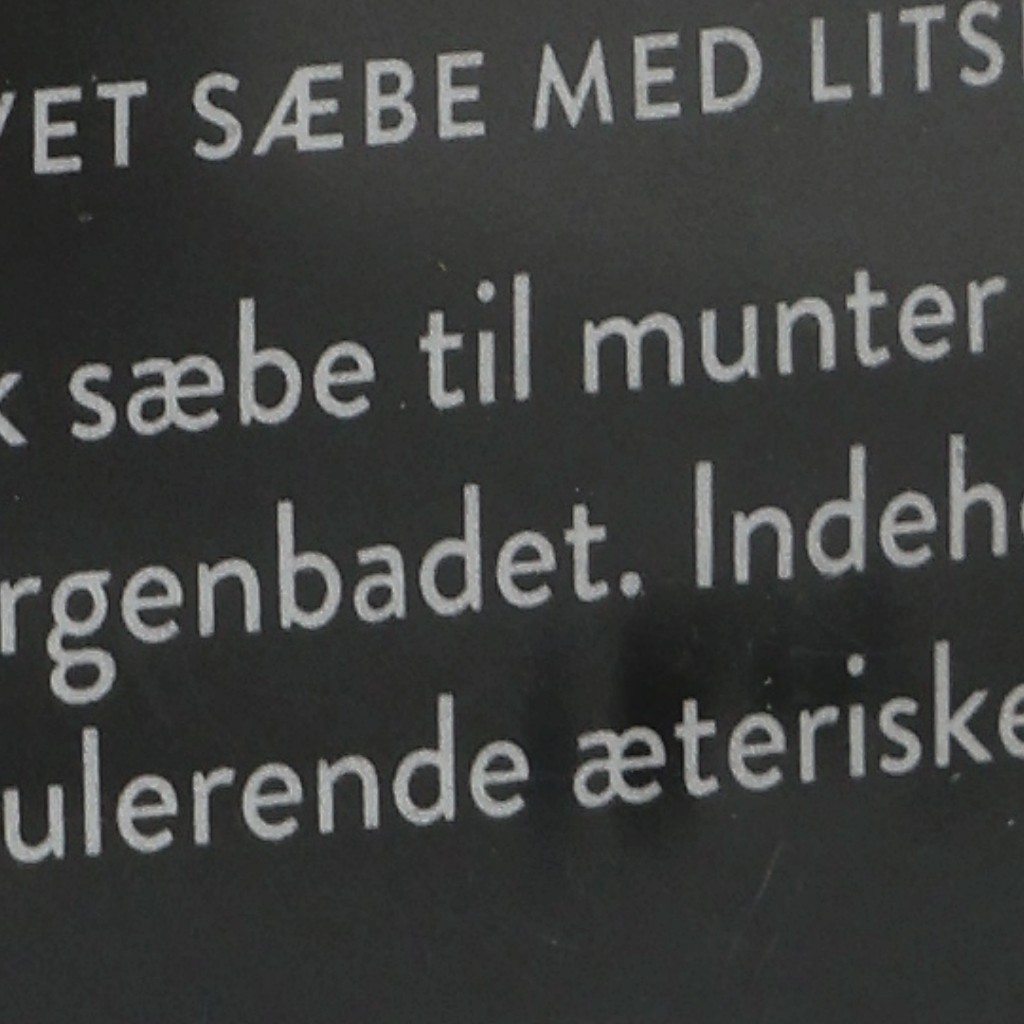 VET SÆBE MED LITS
k sæbe til munter
rgenbadet. Indeh
ulerende æteriske